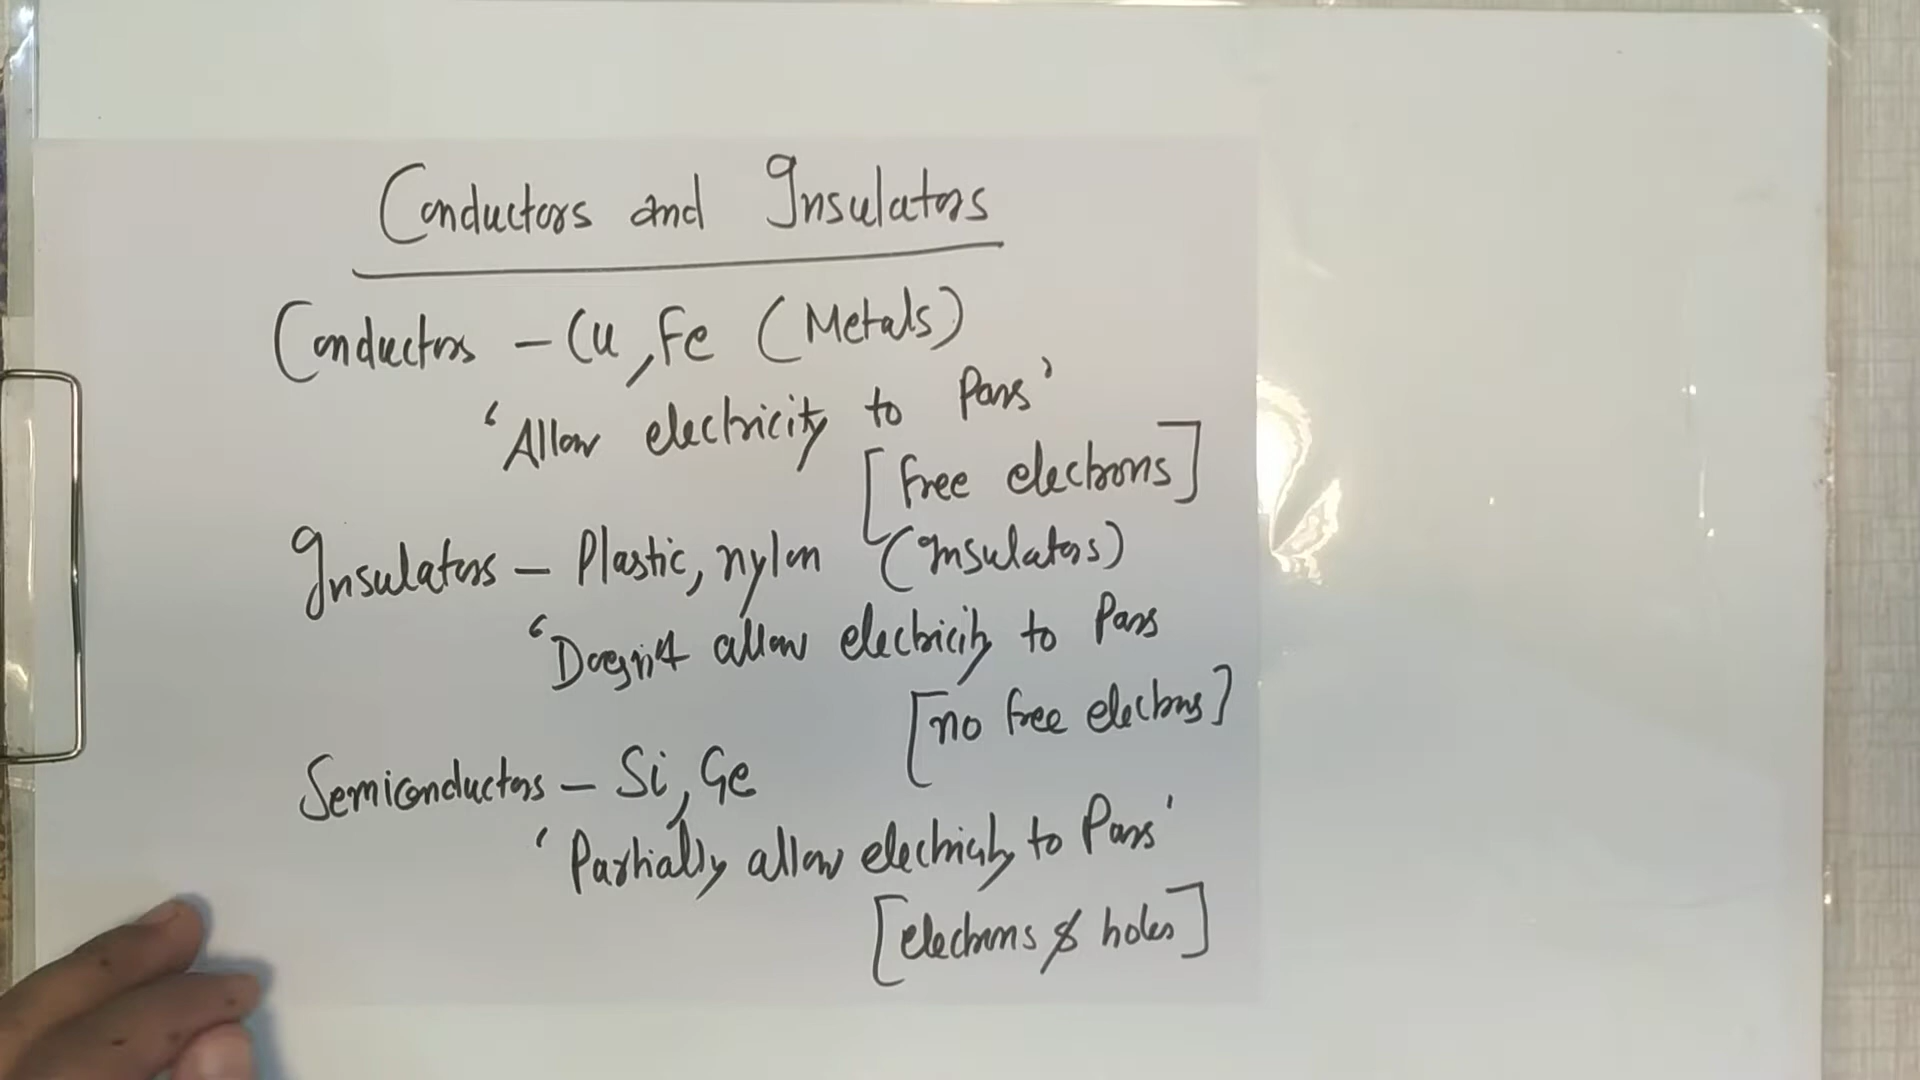 Conductors and Insulators
Conductors - Cu, Fe (Metals)
'Allow electricity to Pass'
[Free electrons]
Insulators - Plastic, nylon (Insulators)
'Doesn't allow electricity to Pass
[no free electrons]
Semiconductors - Si, Ge
'Partially allow electricity to Pass'
[electrons & holes]